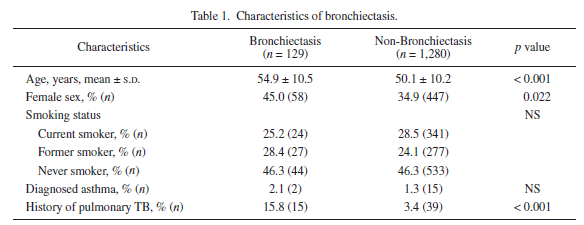 Table 1. Characteristics of bronchiectasis.
Characteristics Bronchiectasis (n = 129) Non-Bronchiectasis (n = 1,280) p value
Age, years, mean ± S.D. 54.9 ± 10.5 50.1 ± 10.2 < 0.001
Female sex, % (n) 45.0 (58) 34.9 (447) 0.022
Smoking status NS
Current smoker, % (n) 25.2 (24) 28.5 (341)
Former smoker, % (n) 28.4 (27) 24.1 (277)
Never smoker, % (n) 46.3 (44) 46.3 (533)
Diagnosed asthma, % (n) 2.1 (2) 1.3 (15) NS
History of pulmonary TB, % (n) 15.8 (15) 3.4 (39) < 0.001